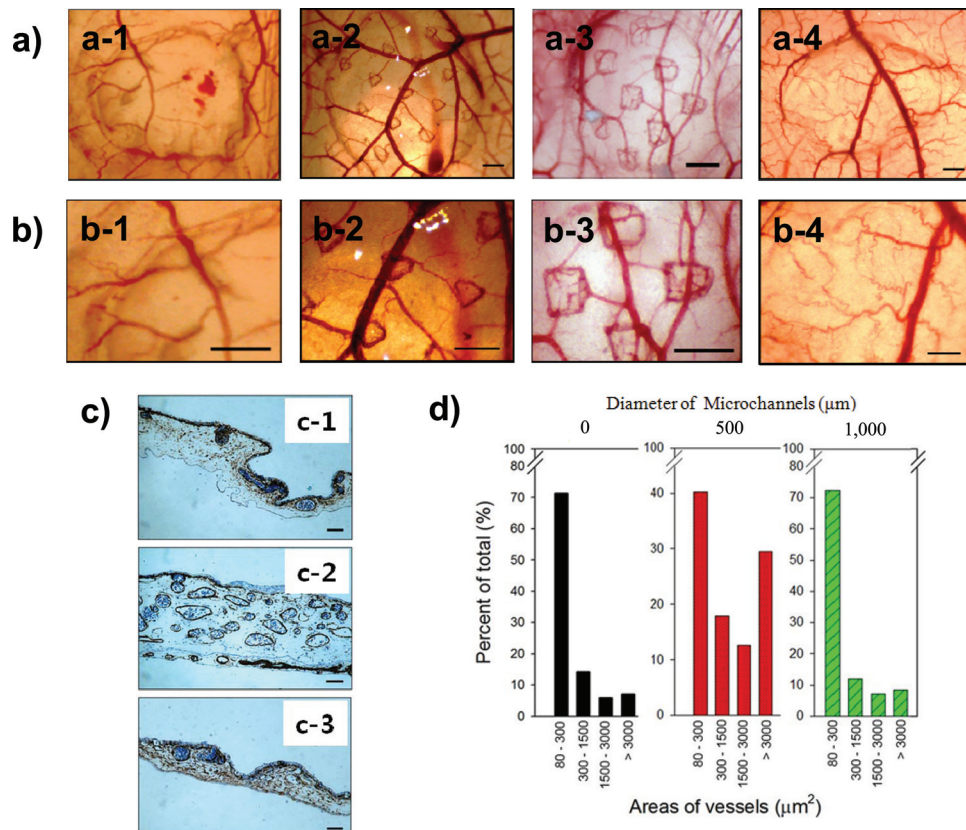 a)
a-1
a-2
a-3
a-4
b)
b-1
b-2
b-3
b-4
c)
c-1
c-2
c-3
d)
Diameter of Microchannels (μm)
0
500
1,000
Percent of total (%)
100
80
70
60
50
40
30
20
10
0
100
80
40
30
20
10
0
100
80
70
60
50
40
30
20
10
0
80 - 300
300 - 1500
1500 - 3000
> 3000
80 - 300
300 - 1500
1500 - 3000
> 3000
80 - 300
300 - 1500
1500 - 3000
> 3000
Areas of vessels (μm²)